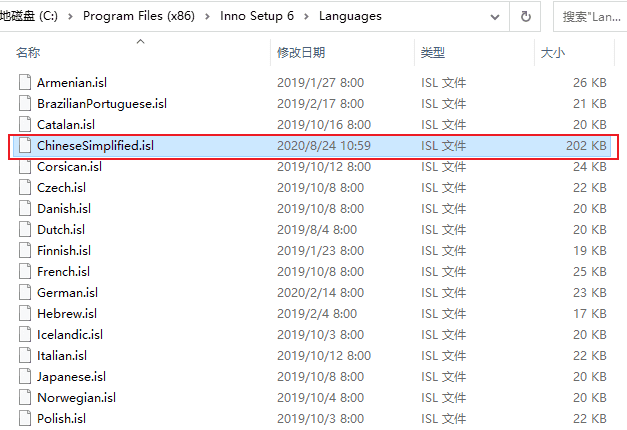 地磁盘 (C:) › Program Files (x86) › Inno Setup 6 › Languages 搜索"Lan...
名称 修改日期 类型 大小
Armenian.isl 2019/1/27 8:00 ISL 文件 26 KB
BrazilianPortuguese.isl 2019/2/17 8:00 ISL 文件 21 KB
Catalan.isl 2019/10/16 8:00 ISL 文件 20 KB
ChineseSimplified.isl 2020/8/24 10:59 ISL 文件 202 KB
Corsican.isl 2019/10/12 8:00 ISL 文件 24 KB
Czech.isl 2019/10/8 8:00 ISL 文件 22 KB
Danish.isl 2019/10/8 8:00 ISL 文件 20 KB
Dutch.isl 2019/8/4 8:00 ISL 文件 20 KB
Finnish.isl 2019/1/23 8:00 ISL 文件 19 KB
French.isl 2019/10/8 8:00 ISL 文件 25 KB
German.isl 2020/2/14 8:00 ISL 文件 23 KB
Hebrew.isl 2019/2/4 8:00 ISL 文件 17 KB
Icelandic.isl 2019/10/3 8:00 ISL 文件 20 KB
Italian.isl 2019/10/12 8:00 ISL 文件 22 KB
Japanese.isl 2019/10/8 8:00 ISL 文件 20 KB
Norwegian.isl 2019/10/4 8:00 ISL 文件 20 KB
Polish.isl 2019/10/3 8:00 ISL 文件 22 KB